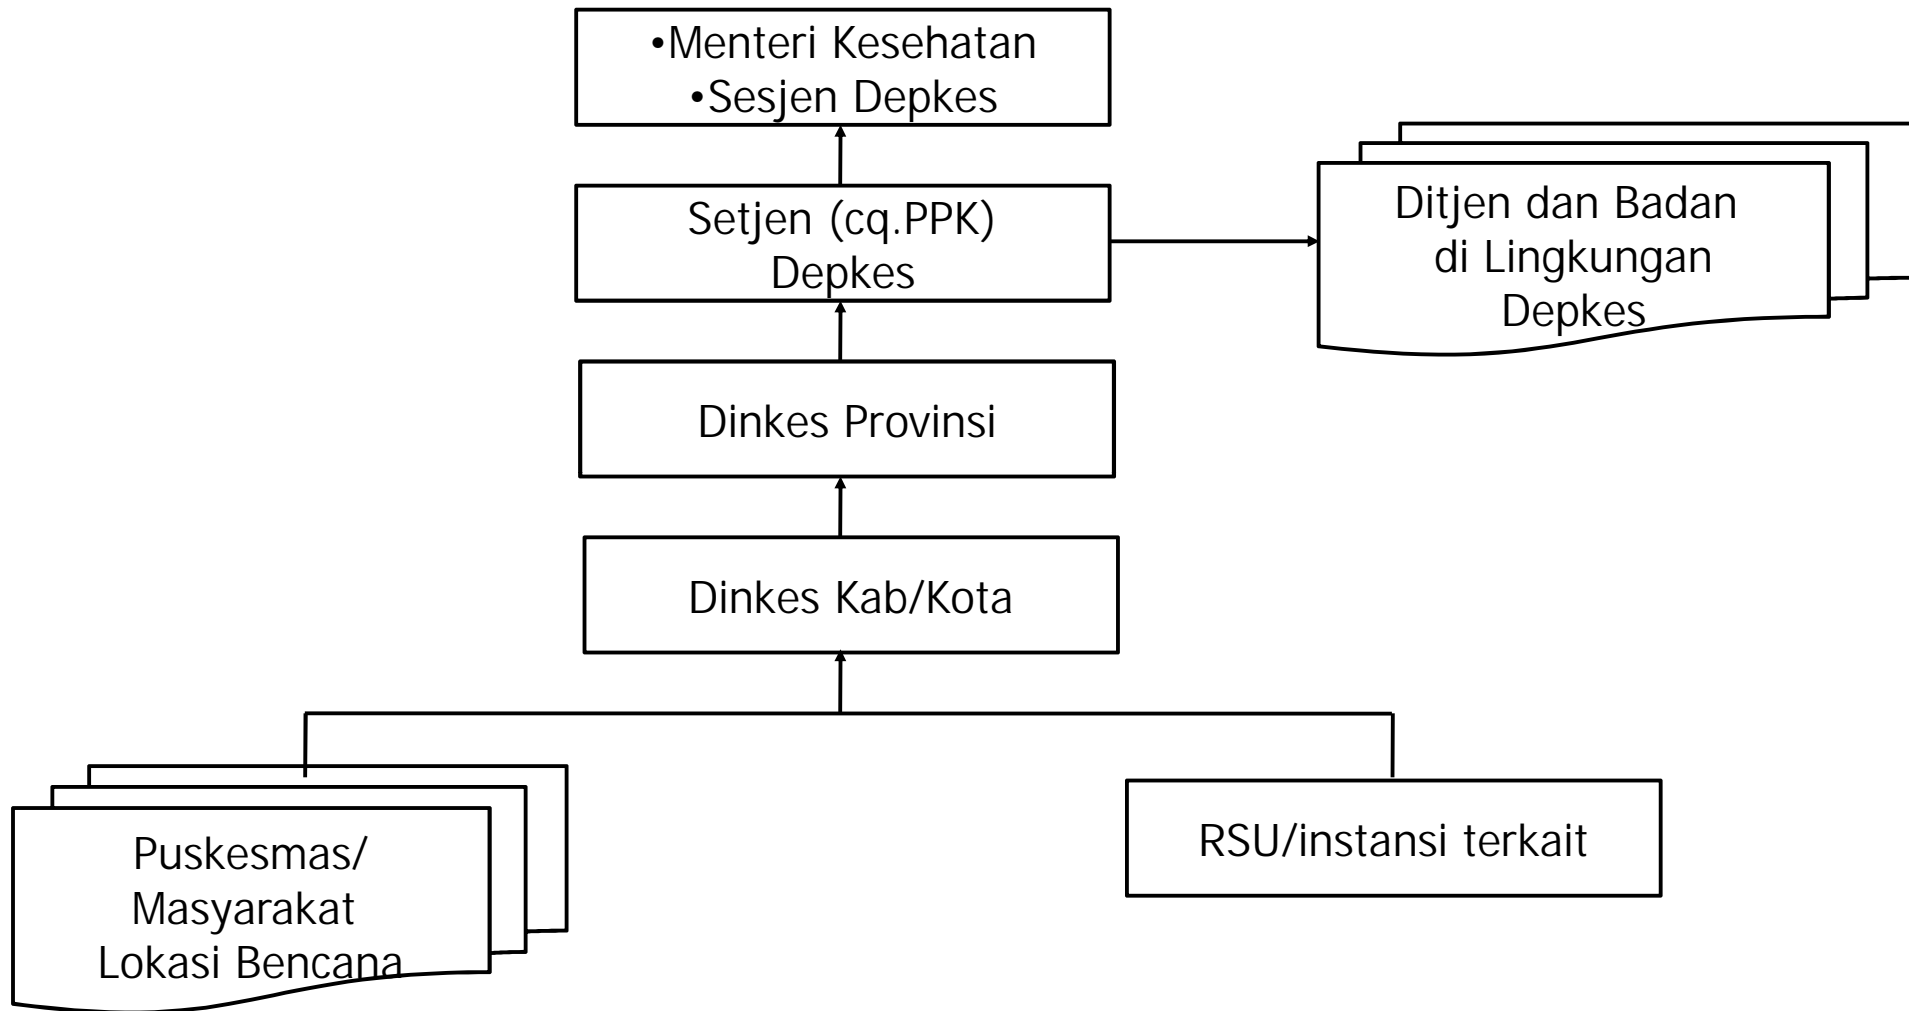 •Menteri Kesehatan
•Sesjen Depkes
Setjen (cq.PPK)
Depkes
Ditjen dan Badan
di Lingkungan
Depkes
Dinkes Provinsi
Dinkes Kab/Kota
Puskesmas/
Masyarakat
Lokasi Bencana
RSU/instansi terkait